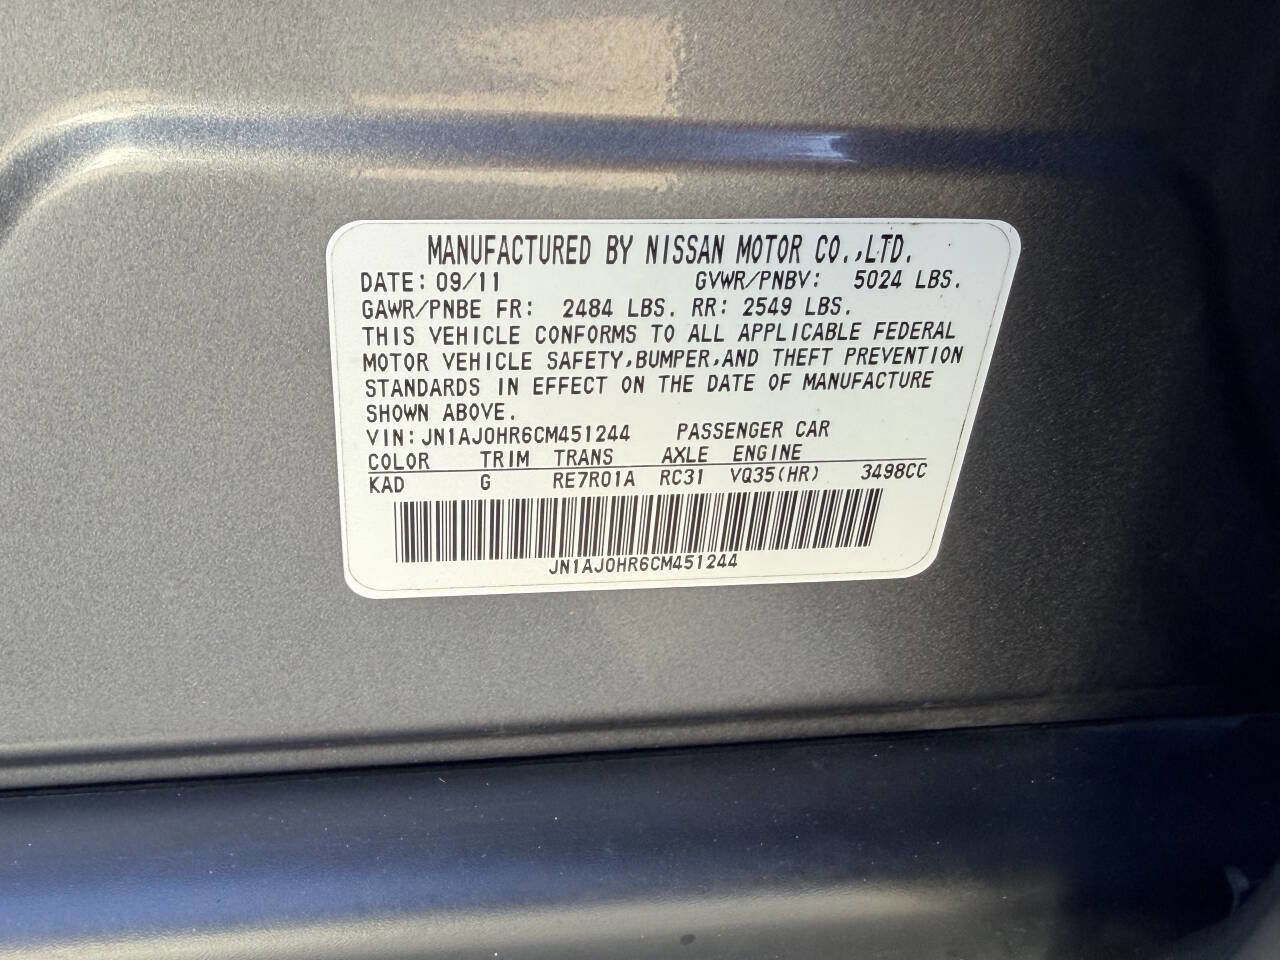 MANUFACTURED BY NISSAN MOTOR CO.,LTD.
DATE: 09/11 GVWR/PNBV: 5024 LBS.
GAWR/PNBE FR: 2484 LBS. RR: 2549 LBS.
THIS VEHICLE CONFORMS TO ALL APPLICABLE FEDERAL
MOTOR VEHICLE SAFETY,BUMPER,AND THEFT PREVENTION
STANDARDS IN EFFECT ON THE DATE OF MANUFACTURE
SHOWN ABOVE.
VIN: JN1AJ0HR6CM451244 PASSENGER CAR
COLOR TRIM TRANS AXLE ENGINE
KAD G RE7R01A RC31 VQ35(HR) 3498CC
JN1AJ0HR6CM451244